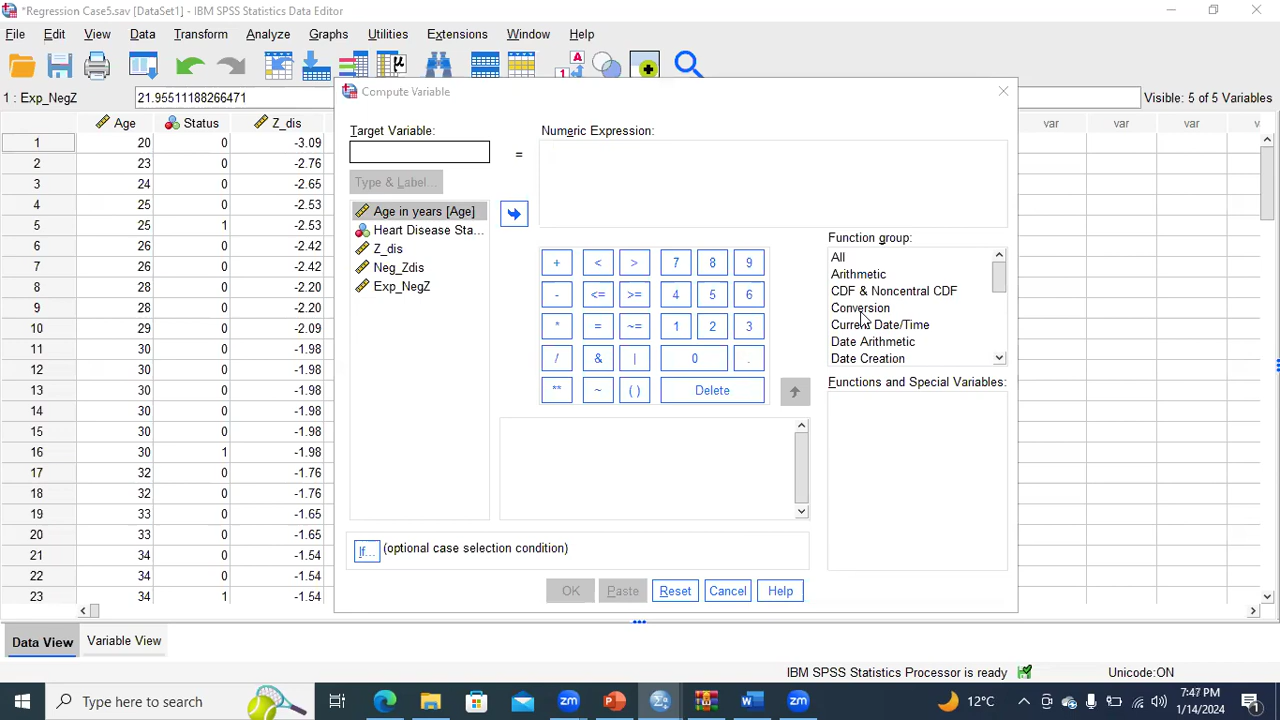 *Regression Case5.sav [DataSet1] - IBM SPSS Statistics Data Editor
File Edit View Data Transform Analyze Graphs Utilities Extensions Window Help
1 : Exp_NegZ 21.95511188266471 Visible: 5 of 5 Variables
Age Status Z_dis var var var v
1 20 0 -3.09
2 23 0 -2.76
3 24 0 -2.65
4 25 0 -2.53
5 25 1 -2.53
6 26 0 -2.42
7 26 0 -2.42
8 28 0 -2.20
9 28 0 -2.20
10 29 0 -2.09
11 30 0 -1.98
12 30 0 -1.98
13 30 0 -1.98
14 30 0 -1.98
15 30 0 -1.98
16 30 1 -1.98
17 32 0 -1.76
18 32 0 -1.76
19 33 0 -1.65
20 33 0 -1.65
21 34 0 -1.54
22 34 0 -1.54
23 34 1 -1.54
Compute Variable
Target Variable:
Numeric Expression:
=
Type & Label...
Age in years [Age]
Heart Disease Sta...
Z_dis
Neg_Zdis
Exp_NegZ
+ < > 7 8 9
- <= >= 4 5 6
* = ~= 1 2 3
/ & | 0 .
** ~ ( ) Delete
Function group:
All
Arithmetic
CDF & Noncentral CDF
Conversion
Current Date/Time
Date Arithmetic
Date Creation
Functions and Special Variables:
If... (optional case selection condition)
OK Paste Reset Cancel Help
Data View Variable View
IBM SPSS Statistics Processor is ready Unicode:ON
Type here to search
12°C
7:47 PM
1/14/2024